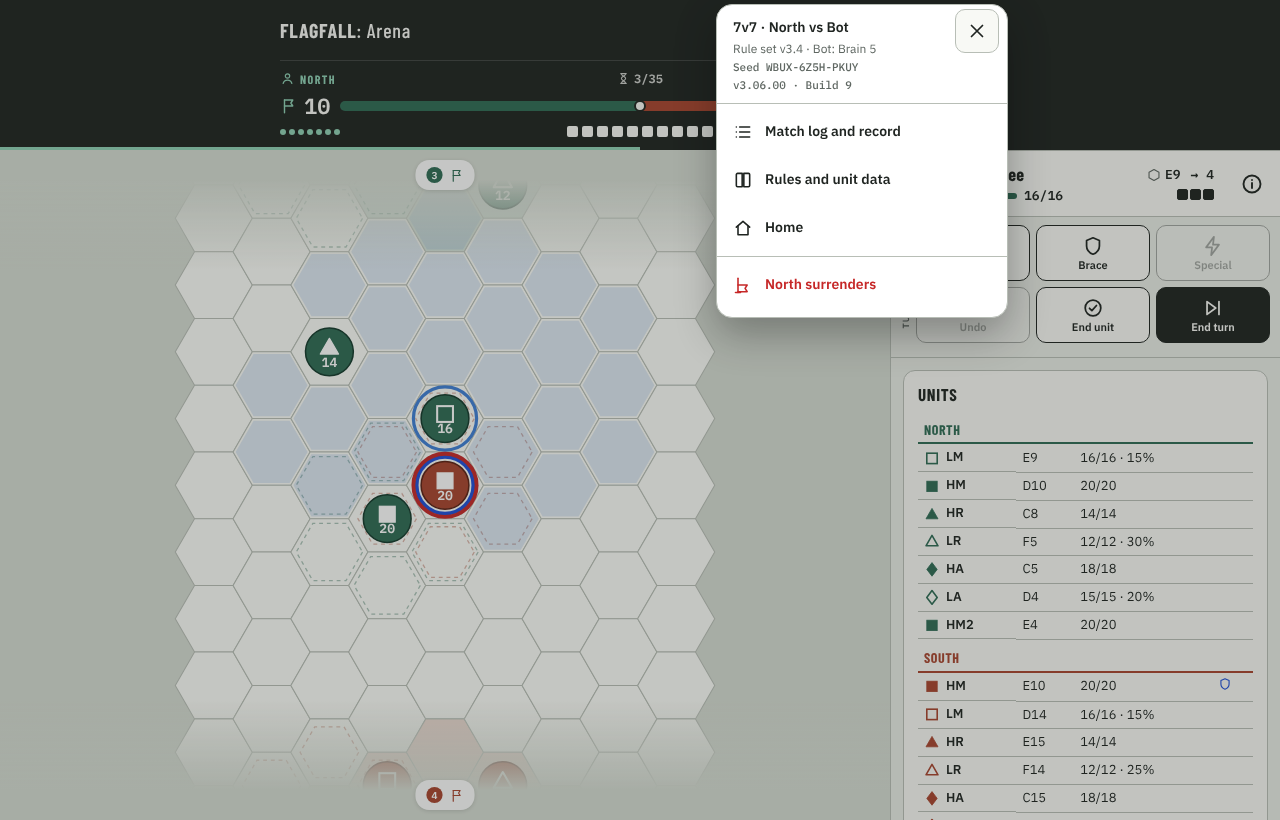 FLAGFALL: Arena
NORTH
3/35
10
7v7 · North vs Bot
Rule set v3.4 · Bot: Brain 5
Seed WBUX-6Z5H-PKUY
v3.06.00 · Build 9
Match log and record
Rules and unit data
Home
North surrenders
3
12
14
16
20
20
4
ee
E9 → 4
16/16
Brace
Special
Undo
End unit
End turn
UNITS
NORTH
LM E9 16/16 · 15%
HM D10 20/20
HR C8 14/14
LR F5 12/12 · 30%
HA C5 18/18
LA D4 15/15 · 20%
HM2 E4 20/20
SOUTH
HM E10 20/20
LM D14 16/16 · 15%
HR E15 14/14
LR F14 12/12 · 25%
HA C15 18/18